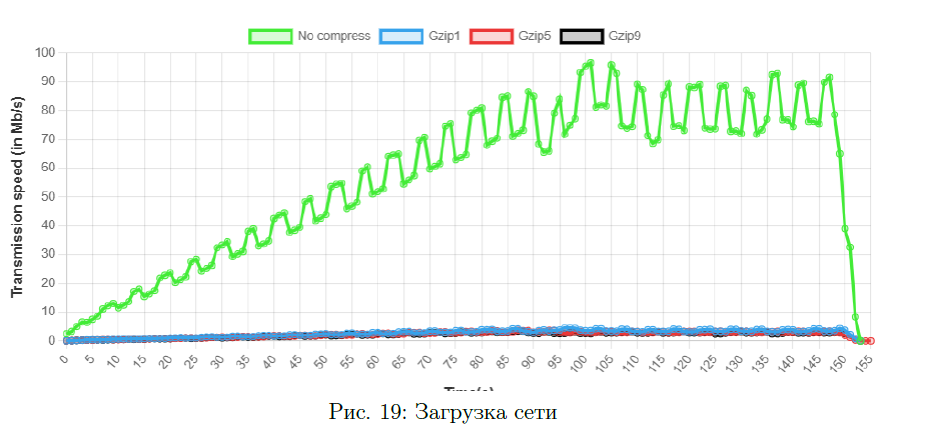 No compress Gzip1 Gzip5 Gzip9
Transmission speed (in Mb/s)
100
90
80
70
60
50
40
30
20
10
0
0 5 10 15 20 25 30 35 40 45 50 55 60 65 70 75 80 85 90 95 100 105 110 115 120 125 130 135 140 145 150 155
Time(s)
Рис. 19: Загрузка сети